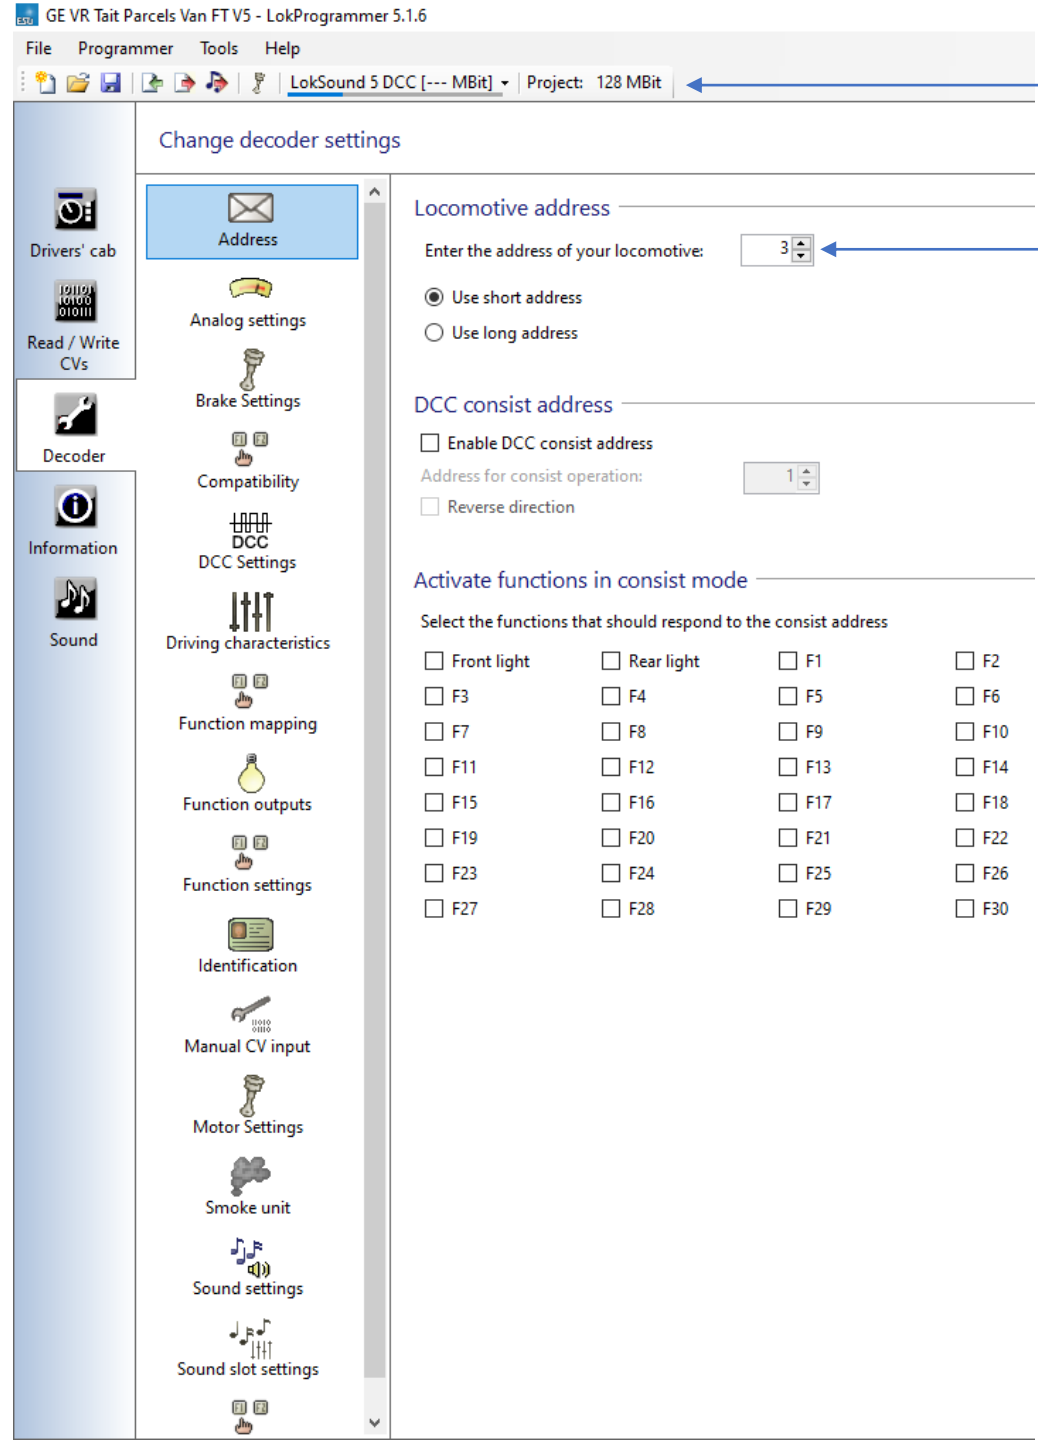 GE VR Tait Parcels Van FT V5 - LokProgrammer 5.1.6
File Programmer Tools Help
LokSound 5 DCC [--- MBit] Project: 128 MBit
Change decoder settings
Drivers' cab
Read / Write
CVs
Decoder
Information
Sound
Address
Analog settings
Brake Settings
Compatibility
DCC
DCC Settings
Driving characteristics
Function mapping
Function outputs
Function settings
Identification
Manual CV input
Motor Settings
Smoke unit
Sound settings
Sound slot settings
Locomotive address
Enter the address of your locomotive: 3
Use short address
Use long address
DCC consist address
Enable DCC consist address
Address for consist operation: 1
Reverse direction
Activate functions in consist mode
Select the functions that should respond to the consist address
Front light Rear light F1 F2
F3 F4 F5 F6
F7 F8 F9 F10
F11 F12 F13 F14
F15 F16 F17 F18
F19 F20 F21 F22
F23 F24 F25 F26
F27 F28 F29 F30